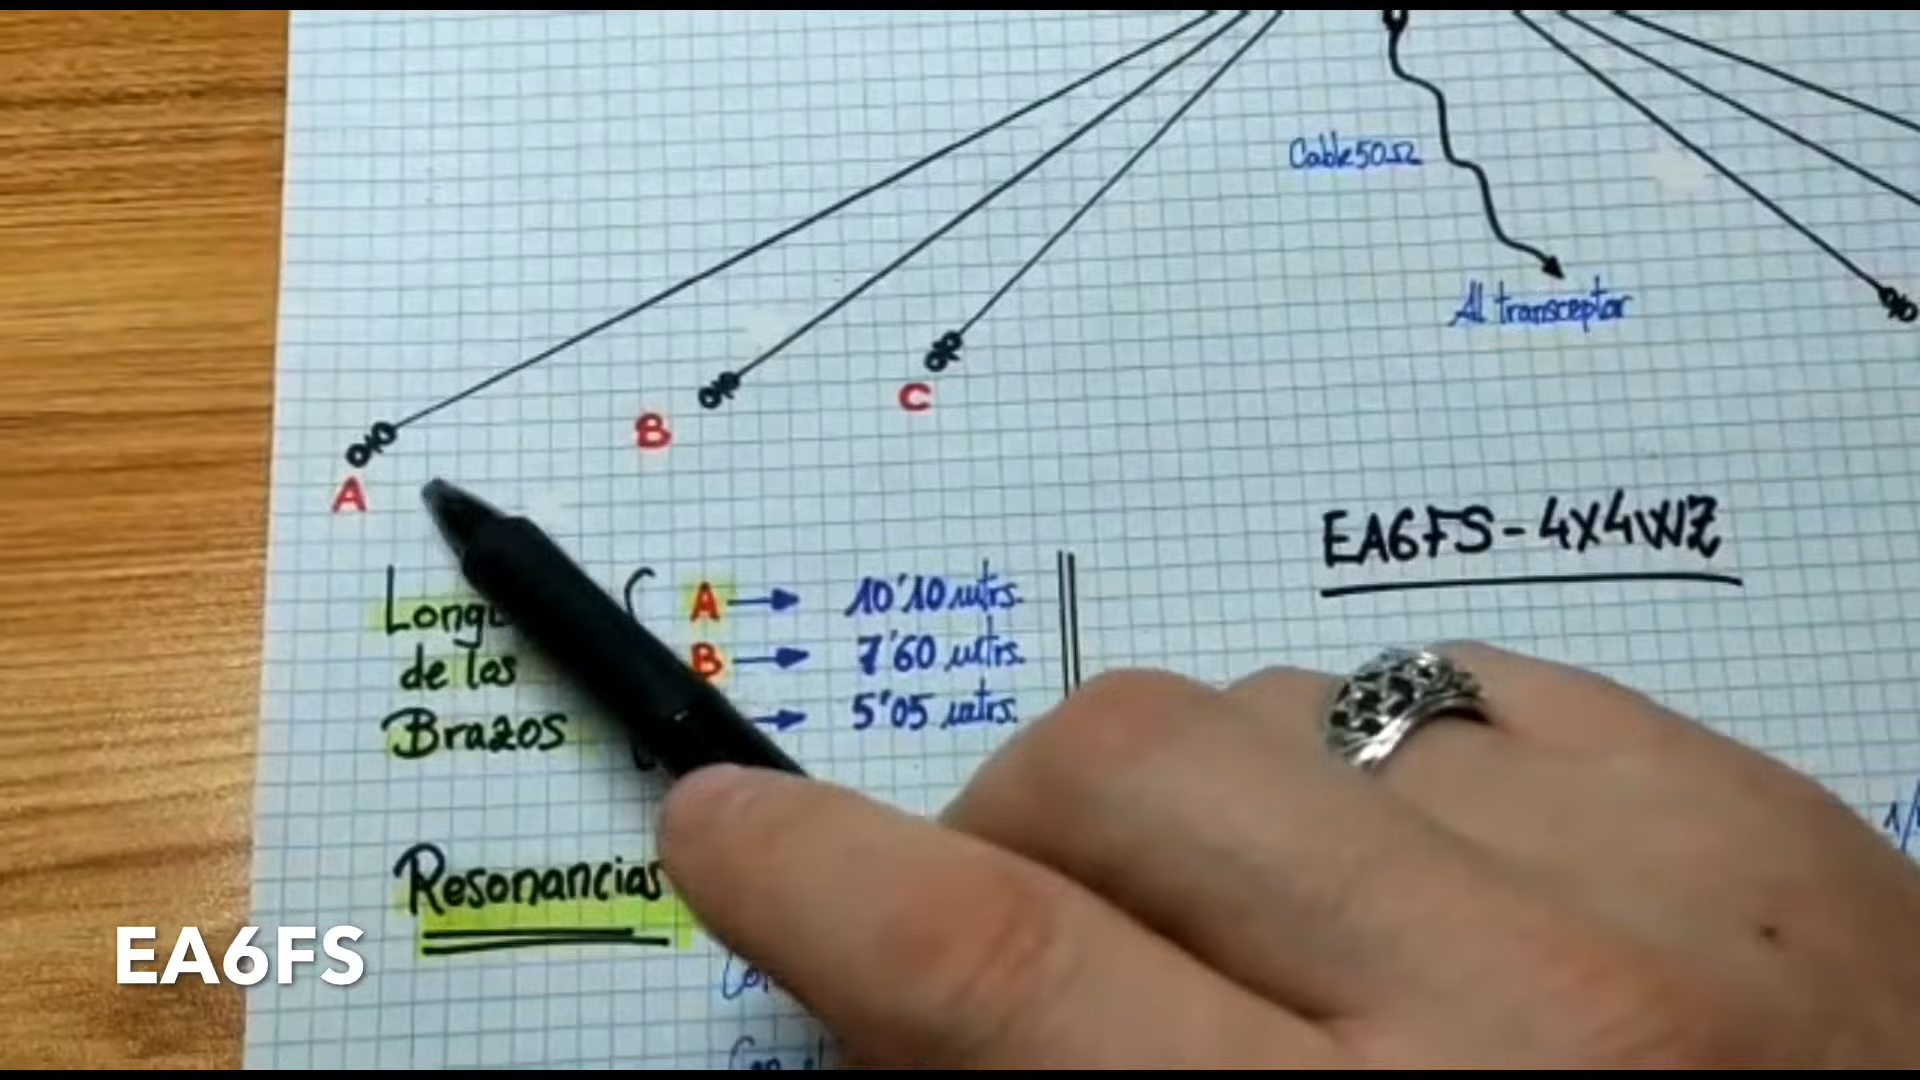 Cable 50Ω
Al transceptor
C
B
A
EA6FS-4X4WZ
A → 10'10 mtrs.
de los
B → 7'60 mtrs.
Brazos
→ 5'05 mtrs.
Resonancias
EA6FS